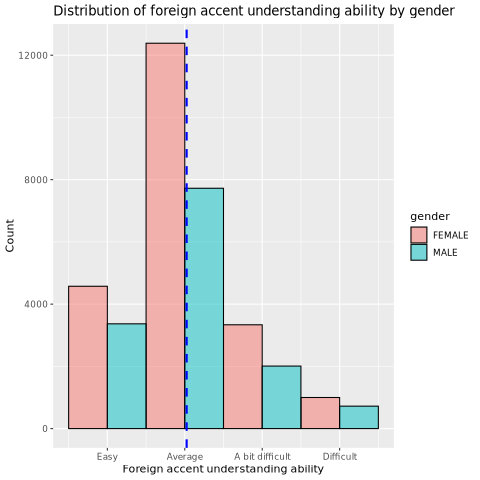 Distribution of foreign accent understanding ability by gender
12000
8000
4000
0
Count
Easy Average A bit difficult Difficult
Foreign accent understanding ability
gender
FEMALE
MALE